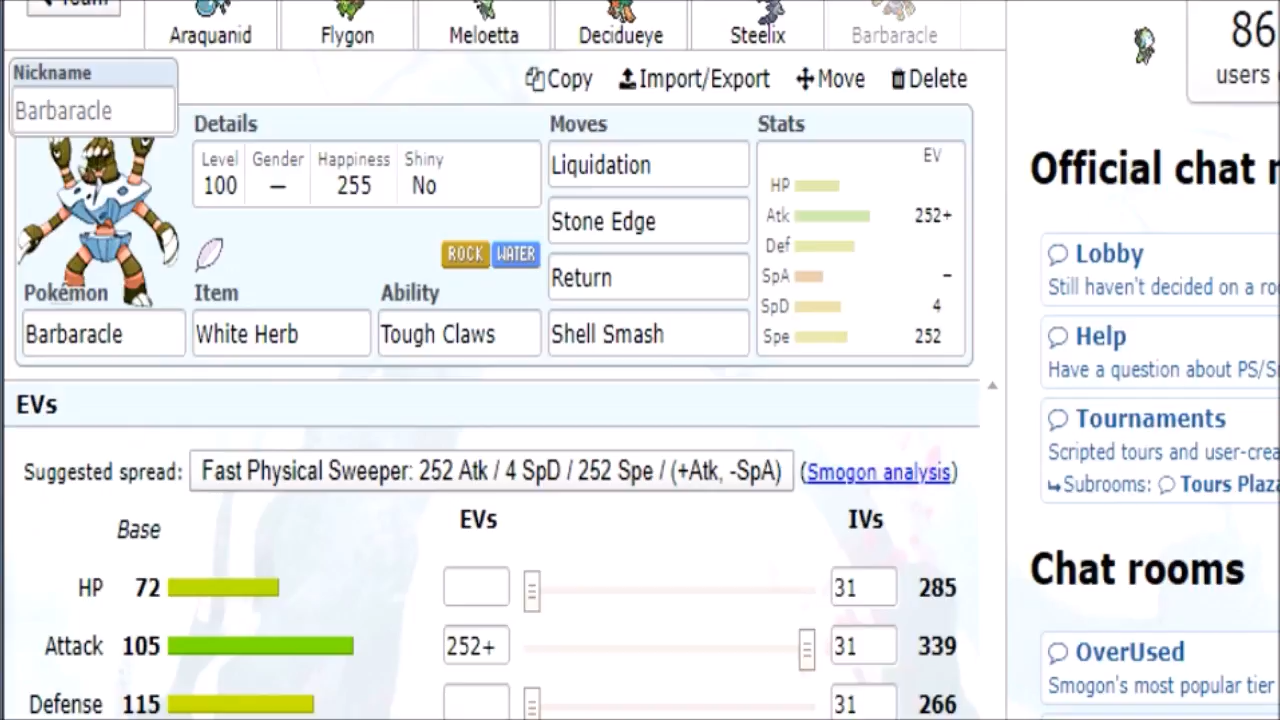 Team
Araquanid Flygon Meloetta Decidueye Steelix Barbaracle
86
users
Nickname
Barbaracle
Copy Import/Export Move Delete
Details Moves Stats
Level Gender Happiness Shiny
100 — 255 No
Liquidation
Stone Edge
Return
Shell Smash
EV
HP
Atk 252+
Def
SpA –
SpD 4
Spe 252
ROCK WATER
Pokémon Item Ability
Barbaracle White Herb Tough Claws
EVs
Suggested spread: Fast Physical Sweeper: 252 Atk / 4 SpD / 252 Spe / (+Atk, -SpA) (Smogon analysis)
Base EVs IVs
HP 72 31 285
Attack 105 252+ 31 339
Defense 115 31 266
Official chat r
Lobby
Still haven't decided on a ro
Help
Have a question about PS/S
Tournaments
Scripted tours and user-crea
Subrooms: Tours Plaza
Chat rooms
OverUsed
Smogon's most popular tier